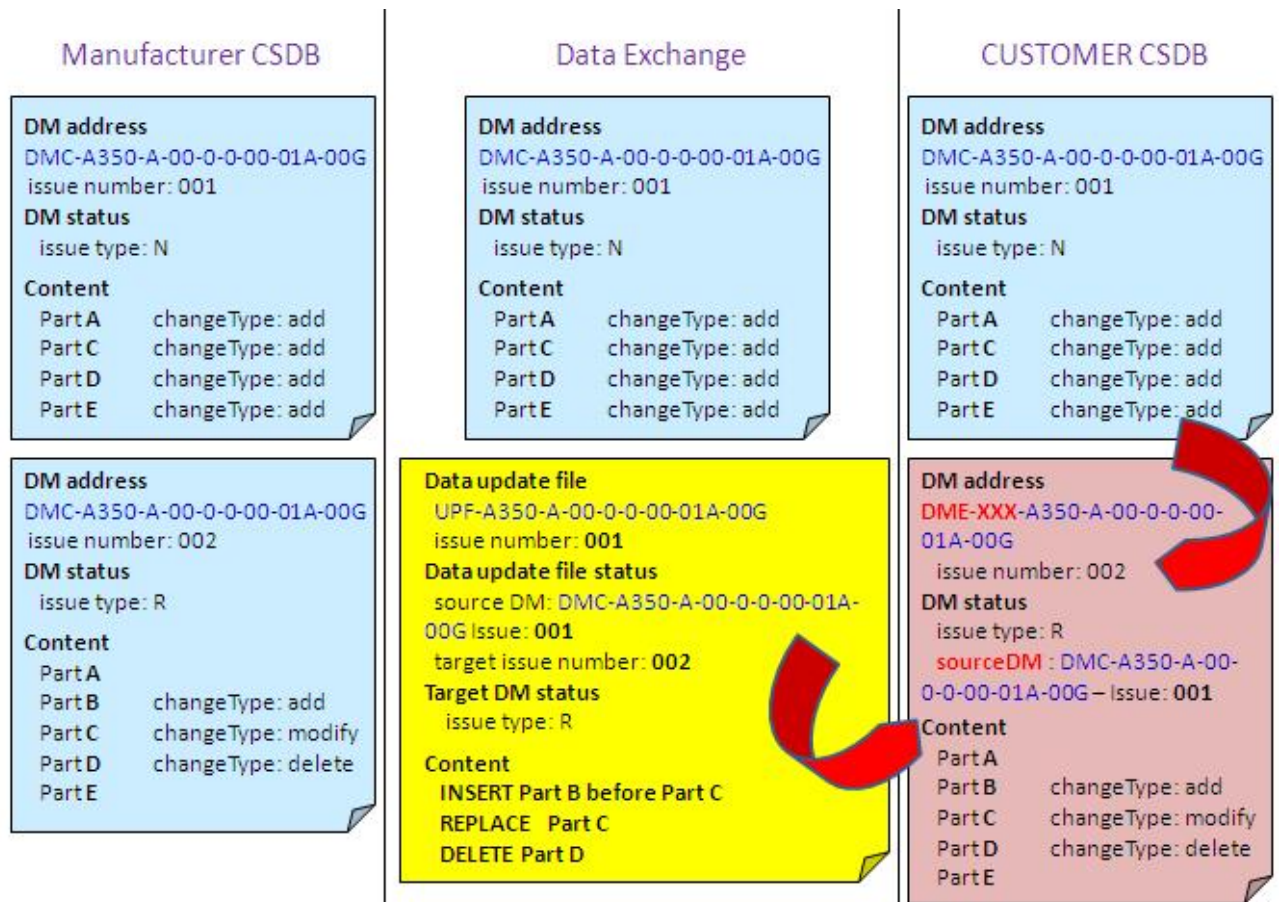 Manufacturer CSDB
DM address
DMC-A350-A-00-0-0-00-01A-00G
issue number: 001
DM status
issue type: N
Content
Part A changeType: add
Part C changeType: add
Part D changeType: add
Part E changeType: add
DM address
DMC-A350-A-00-0-0-00-01A-00G
issue number: 002
DM status
issue type: R
Content
Part A
Part B changeType: add
Part C changeType: modify
Part D changeType: delete
Part E
Data Exchange
DM address
DMC-A350-A-00-0-0-00-01A-00G
issue number: 001
DM status
issue type: N
Content
Part A changeType: add
Part C changeType: add
Part D changeType: add
Part E changeType: add
Data update file
UPF-A350-A-00-0-0-00-01A-00G
issue number: 001
Data update file status
source DM: DMC-A350-A-00-0-0-00-01A-
00G Issue: 001
target issue number: 002
Target DM status
issue type: R
Content
INSERT Part B before Part C
REPLACE Part C
DELETE Part D
CUSTOMER CSDB
DM address
DMC-A350-A-00-0-0-00-01A-00G
issue number: 001
DM status
issue type: N
Content
Part A changeType: add
Part C changeType: add
Part D changeType: add
Part E changeType: add
DM address
DME-XXX-A350-A-00-0-0-00-
01A-00G
issue number: 002
DM status
issue type: R
sourceDM : DMC-A350-A-00-
0-0-00-01A-00G – Issue: 001
Content
Part A
Part B changeType: add
Part C changeType: modify
Part D changeType: delete
Part E